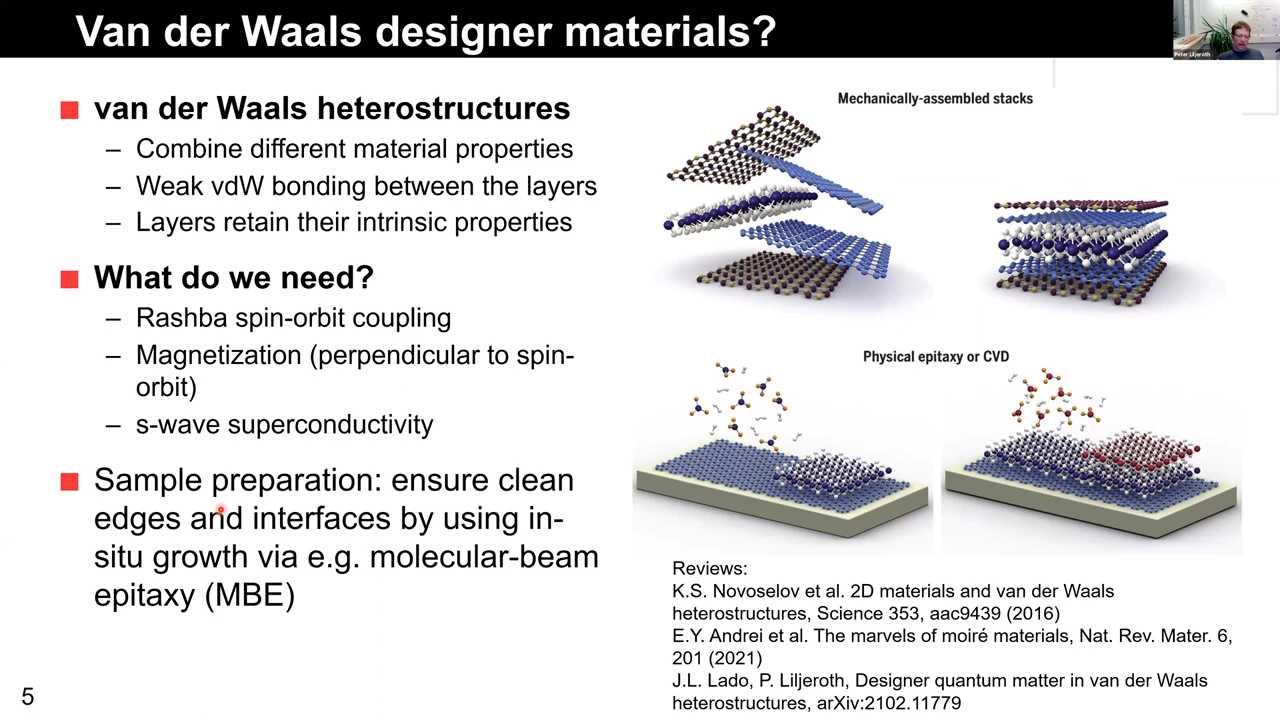 Van der Waals designer materials?
Peter Liljeroth
van der Waals heterostructures
– Combine different material properties
– Weak vdW bonding between the layers
– Layers retain their intrinsic properties
What do we need?
– Rashba spin-orbit coupling
– Magnetization (perpendicular to spin-
orbit)
– s-wave superconductivity
Sample preparation: ensure clean
edges and interfaces by using in-
situ growth via e.g. molecular-beam
epitaxy (MBE)
Mechanically-assembled stacks
Physical epitaxy or CVD
Reviews:
K.S. Novoselov et al. 2D materials and van der Waals
heterostructures, Science 353, aac9439 (2016)
E.Y. Andrei et al. The marvels of moiré materials, Nat. Rev. Mater. 6,
201 (2021)
J.L. Lado, P. Liljeroth, Designer quantum matter in van der Waals
heterostructures, arXiv:2102.11779
5